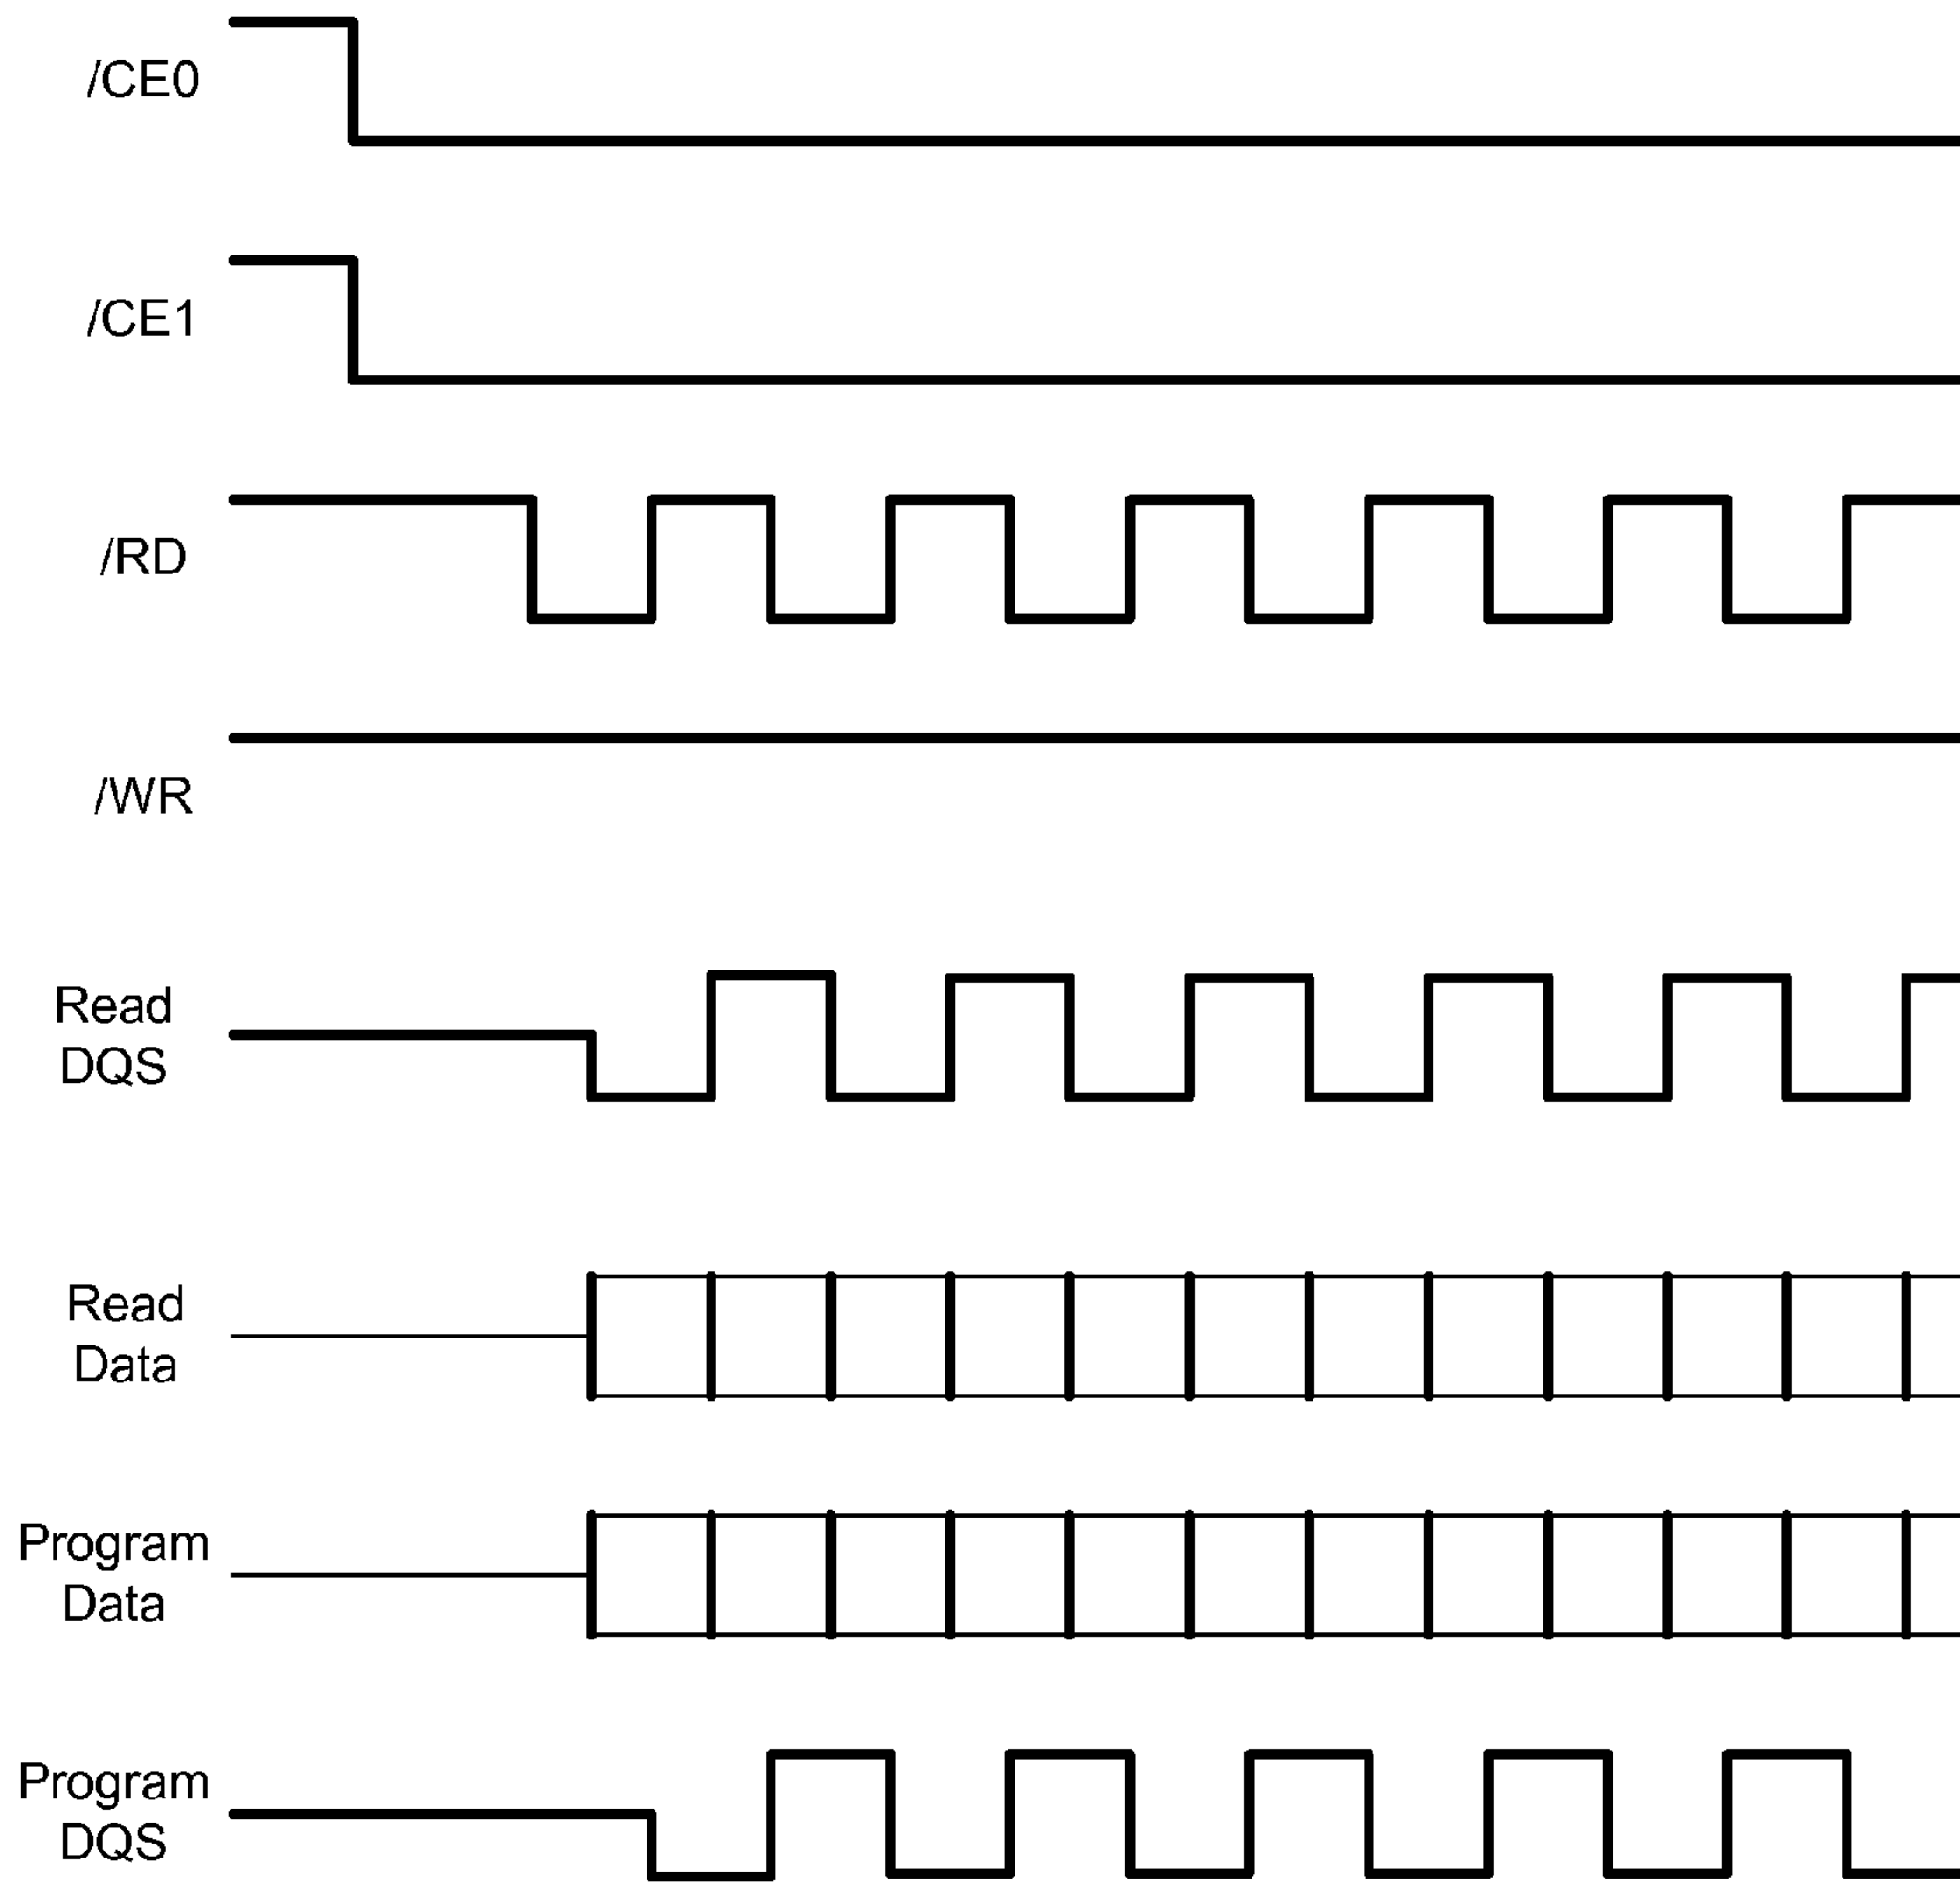 /CE0
/CE1
/RD
/WR
Read
DQS
Read
Data
Program
Data
Program
DQS